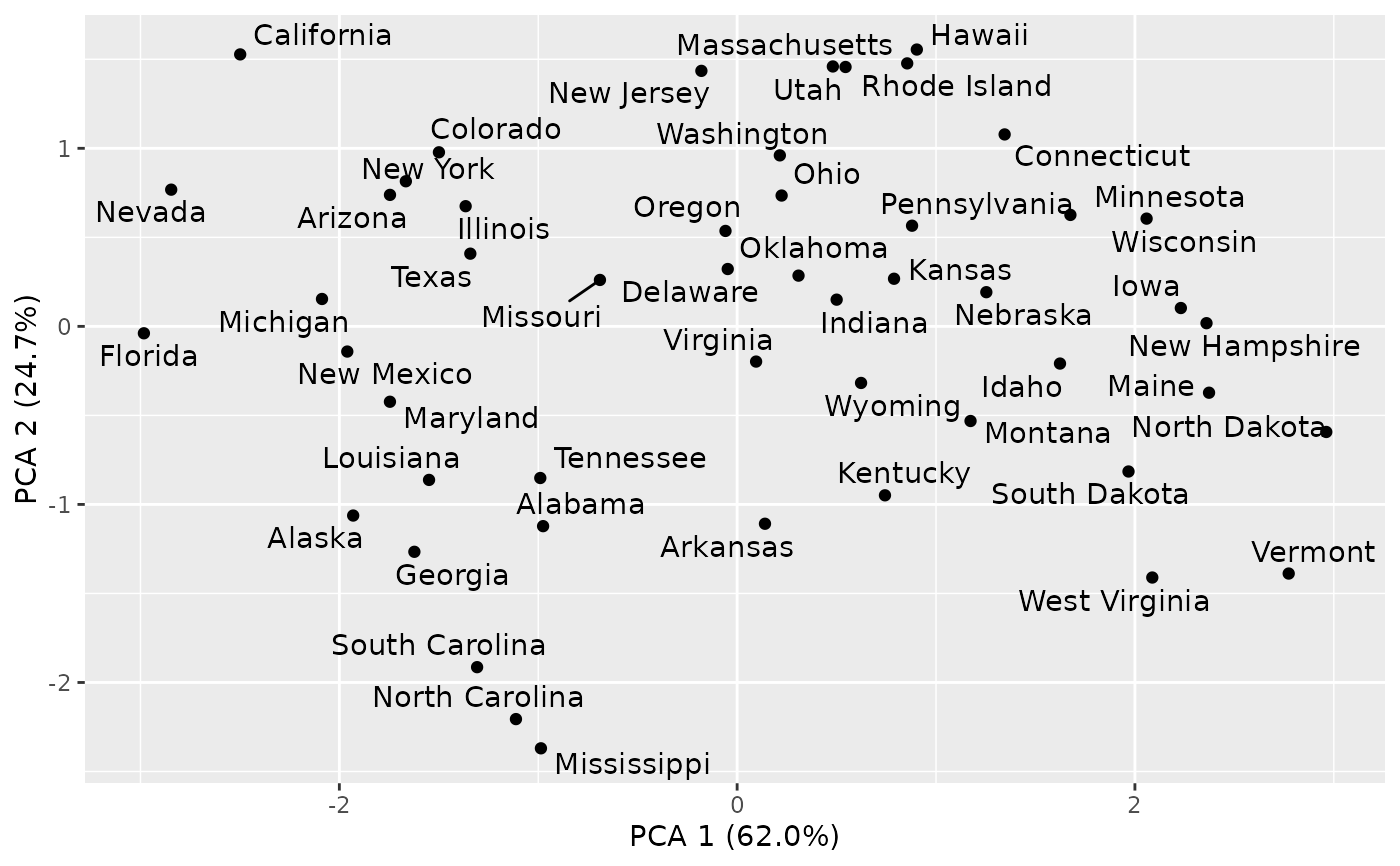 California
Hawaii
Massachusetts
New Jersey
Utah
Rhode Island
Colorado
Washington
Connecticut
1
New York
Ohio
Nevada
Arizona
Illinois
Oregon
Pennsylvania
Minnesota
Wisconsin
Oklahoma
Texas
Kansas
Iowa
Missouri
Delaware
Michigan
Indiana
Nebraska
0
Florida
Virginia
New Hampshire
New Mexico
Idaho
Maine
Maryland
Wyoming
Montana
North Dakota
Louisiana
Tennessee
Kentucky
South Dakota
-1
Alabama
Alaska
Arkansas
Georgia
Vermont
West Virginia
South Carolina
-2
North Carolina
Mississippi
-2
0
2
PCA 1 (62.0%)
PCA 2 (24.7%)